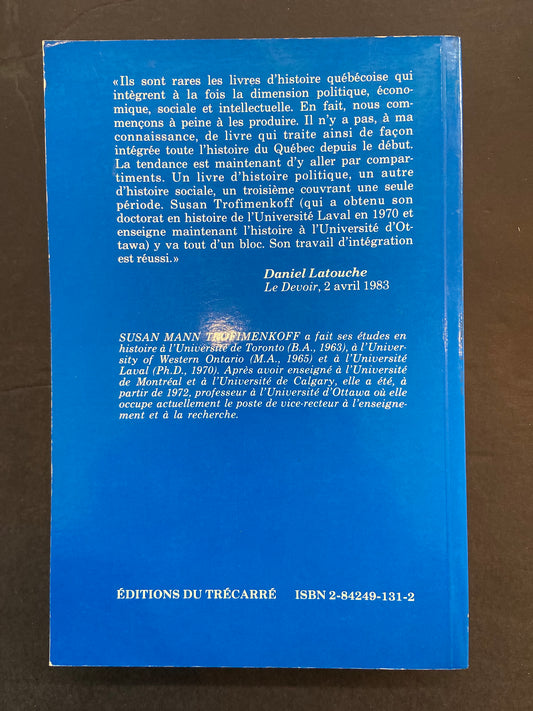 «Ils sont rares les livres d'histoire québécoise qui
intègrent à la fois la dimension politique, écono-
mique, sociale et intellectuelle. En fait, nous com-
mençons à peine à les produire. Il n'y a pas, à ma
connaissance, de livre qui traite ainsi de façon
intégrée toute l'histoire du Québec depuis le début.
La tendance est maintenant d'y aller par compar-
timents. Un livre d'histoire politique, un autre
d'histoire sociale, un troisième couvrant une seule
période. Susan Trofimenkoff (qui a obtenu son
doctorat en histoire de l'Université Laval en 1970 et
enseigne maintenant l'histoire à l'Université d'Ot-
tawa) y va tout d'un bloc. Son travail d'intégration
est réussi.»
Daniel Latouche
Le Devoir, 2 avril 1983
SUSAN MANN TROFIMENKOFF a fait ses études en
histoire à l'Université de Toronto (B.A., 1963), à l'Univer-
sity of Western Ontario (M.A., 1965) et à l'Université
Laval (Ph.D., 1970). Après avoir enseigné à l'Université
de Montréal et à l'Université de Calgary, elle a été, à
partir de 1972, professeur à l'Université d'Ottawa où elle
occupe actuellement le poste de vice-recteur à l'enseigne-
ment et à la recherche.
ÉDITIONS DU TRÉCARRÉ ISBN 2-84249-131-2